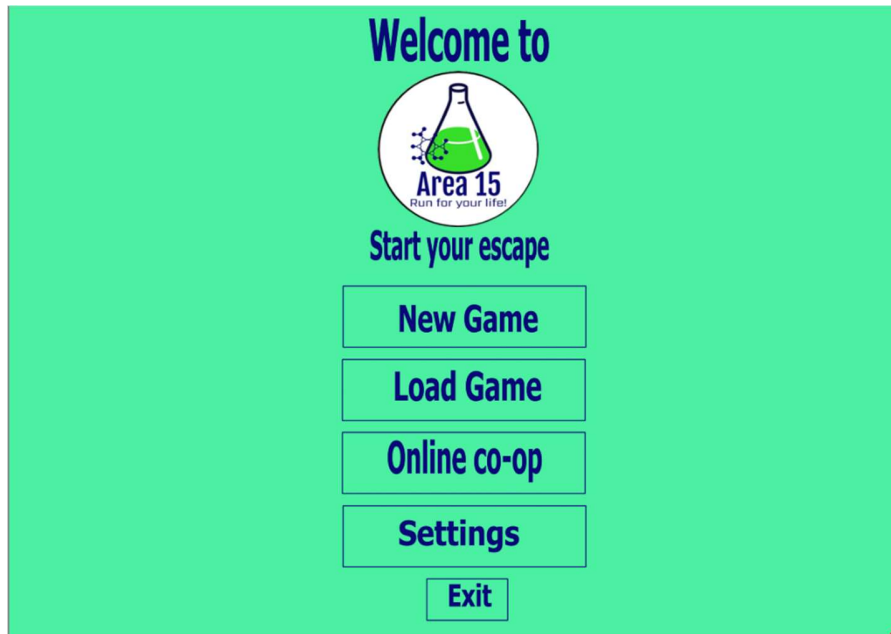 Welcome to
Area 15
Run for your life!
Start your escape
New Game
Load Game
Online co-op
Settings
Exit